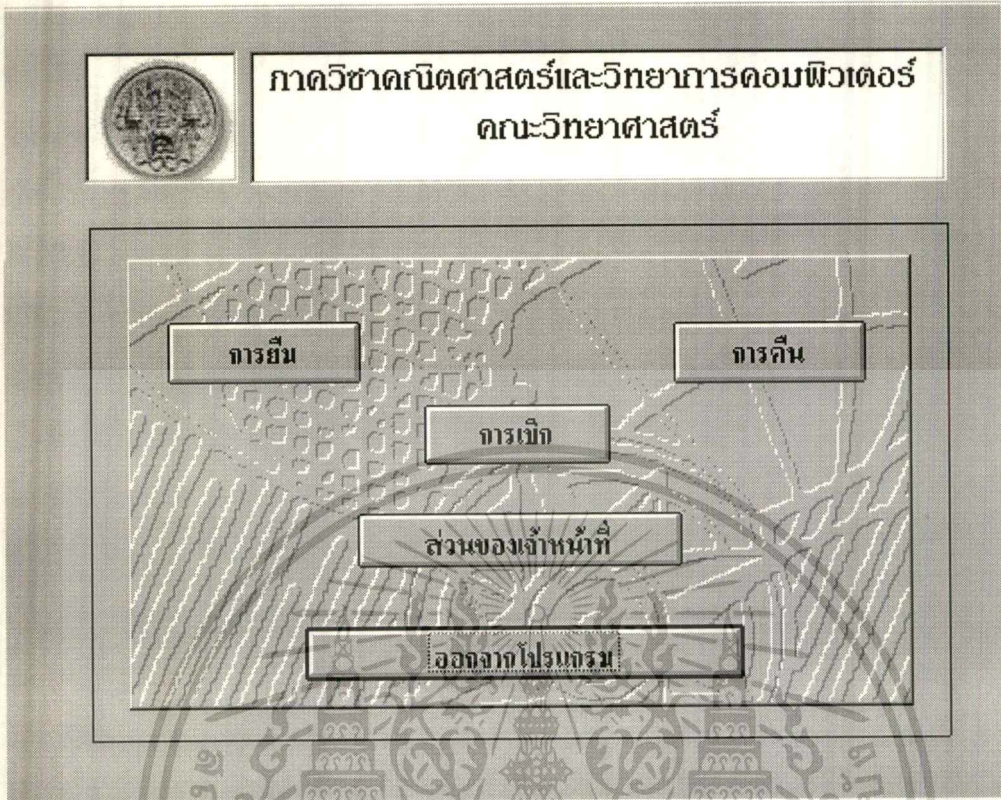 ภาควิชาคณิตศาสตร์และวิทยาการคอมพิวเตอร์
คณะวิทยาศาสตร์
การยืม
การคืน
การเบิก
ส่วนของเจ้าหน้าที่
ออกจากโปรแกรม